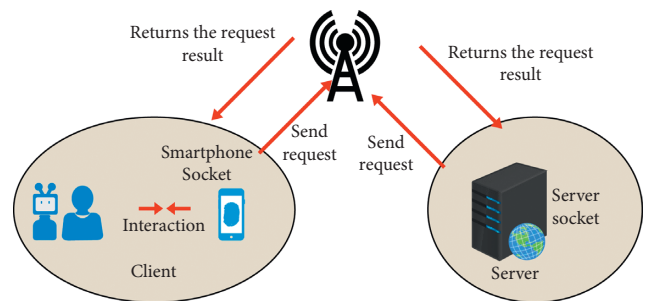 Returns the request
result
Returns the request
result
Send
request
Send
request
Smartphone
Socket
Interaction
Client
Server
socket
Server